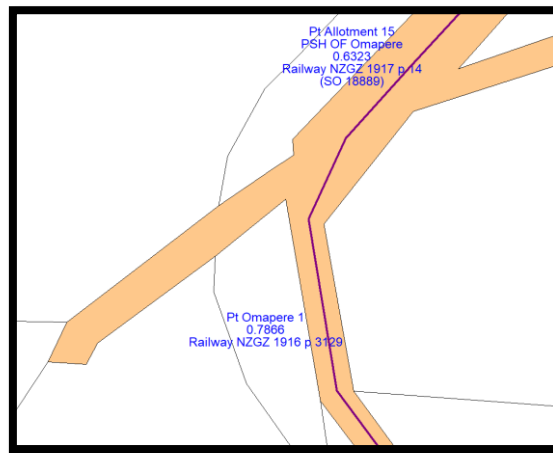 Pt Allotment 15
PSH OF Omapere
0.6323
Railway NZGZ 1917 p 14
(SO 18889)
Pt Omapere 1
0.7866
Railway NZGZ 1916 p 3129